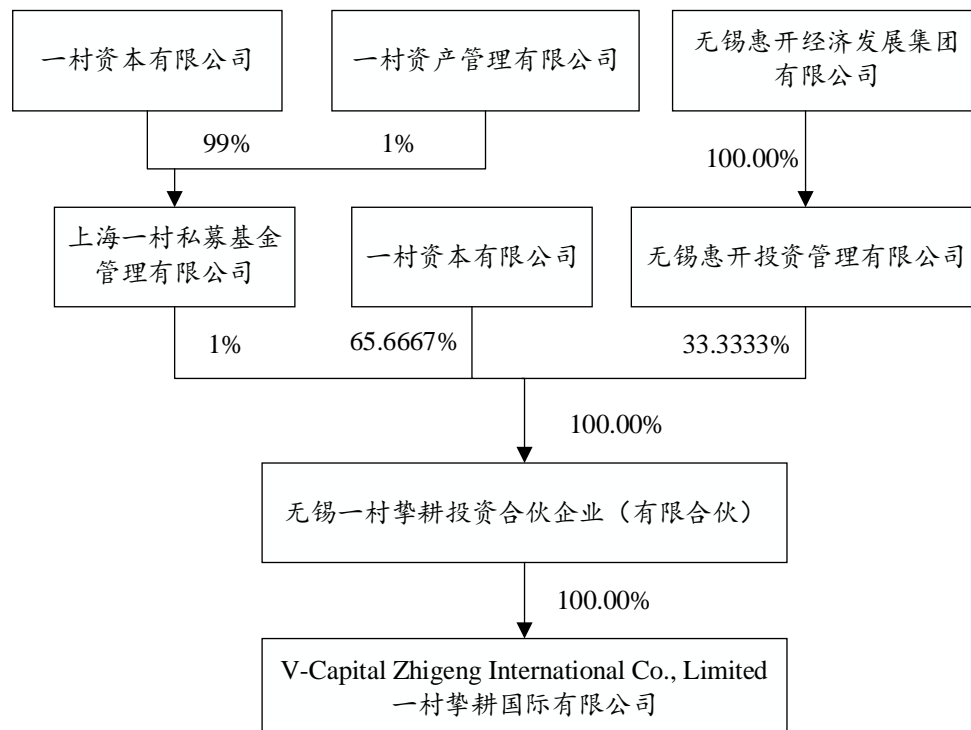 一村资本有限公司
一村资产管理有限公司
无锡惠开经济发展集团
有限公司
99%
1%
100.00%
上海一村私募基金
管理有限公司
一村资本有限公司
无锡惠开投资管理有限公司
1%
65.6667%
33.3333%
100.00%
无锡一村挚耕投资合伙企业（有限合伙）
100.00%
V-Capital Zhigeng International Co., Limited
一村挚耕国际有限公司